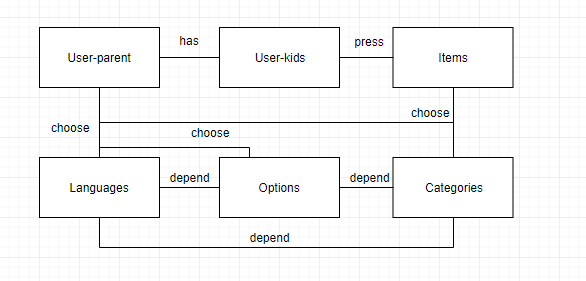 has
press
User-parent
User-kids
Items
choose
choose
choose
depend
depend
Languages
Options
Categories
depend